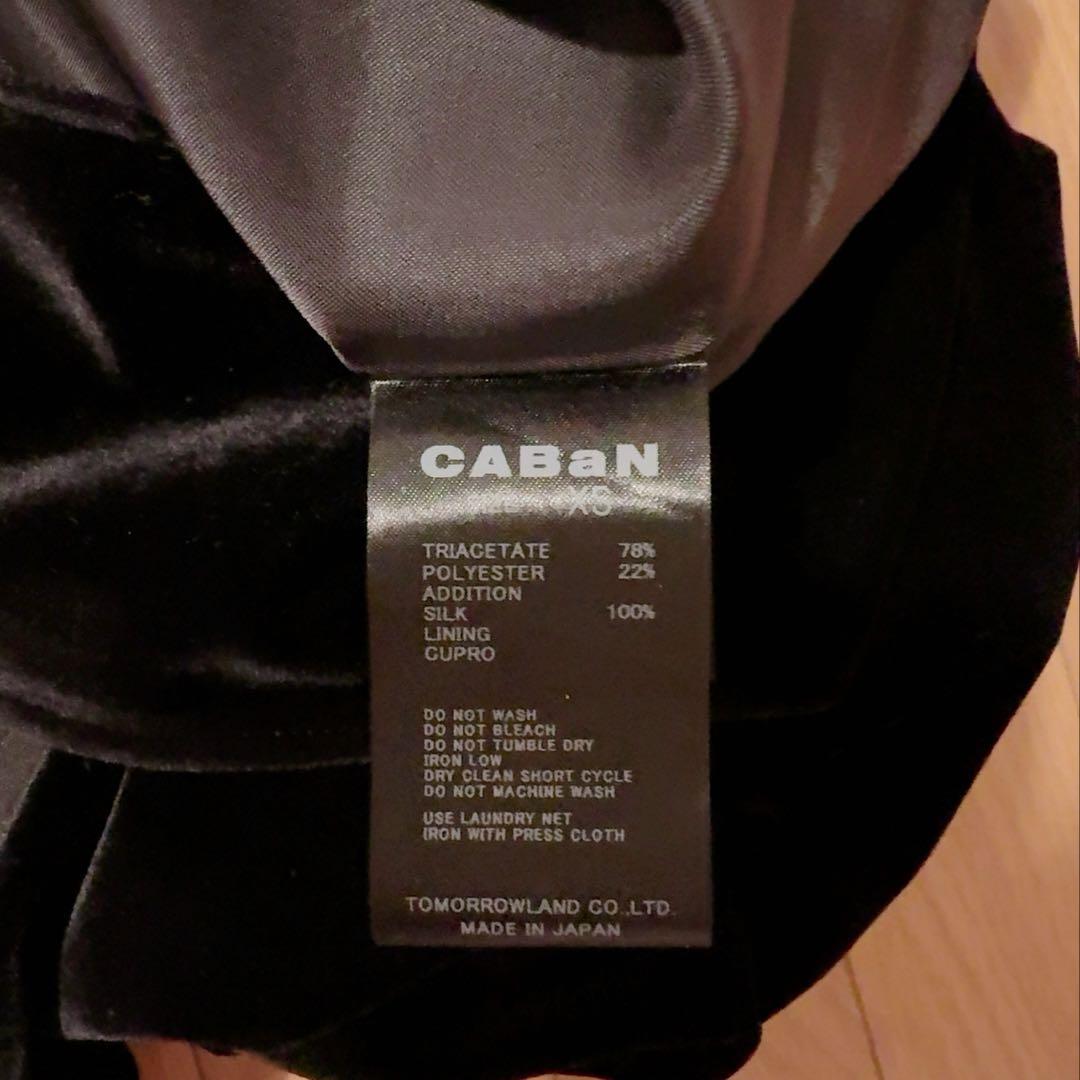 CABaN
XS
TRIACETATE 78%
POLYESTER 22%
ADDITION
SILK 100%
LINING
CUPRO
DO NOT WASH
DO NOT BLEACH
DO NOT TUMBLE DRY
IRON LOW
DRY CLEAN SHORT CYCLE
DO NOT MACHINE WASH
USE LAUNDRY NET
IRON WITH PRESS CLOTH
TOMORROWLAND CO.,LTD.
MADE IN JAPAN